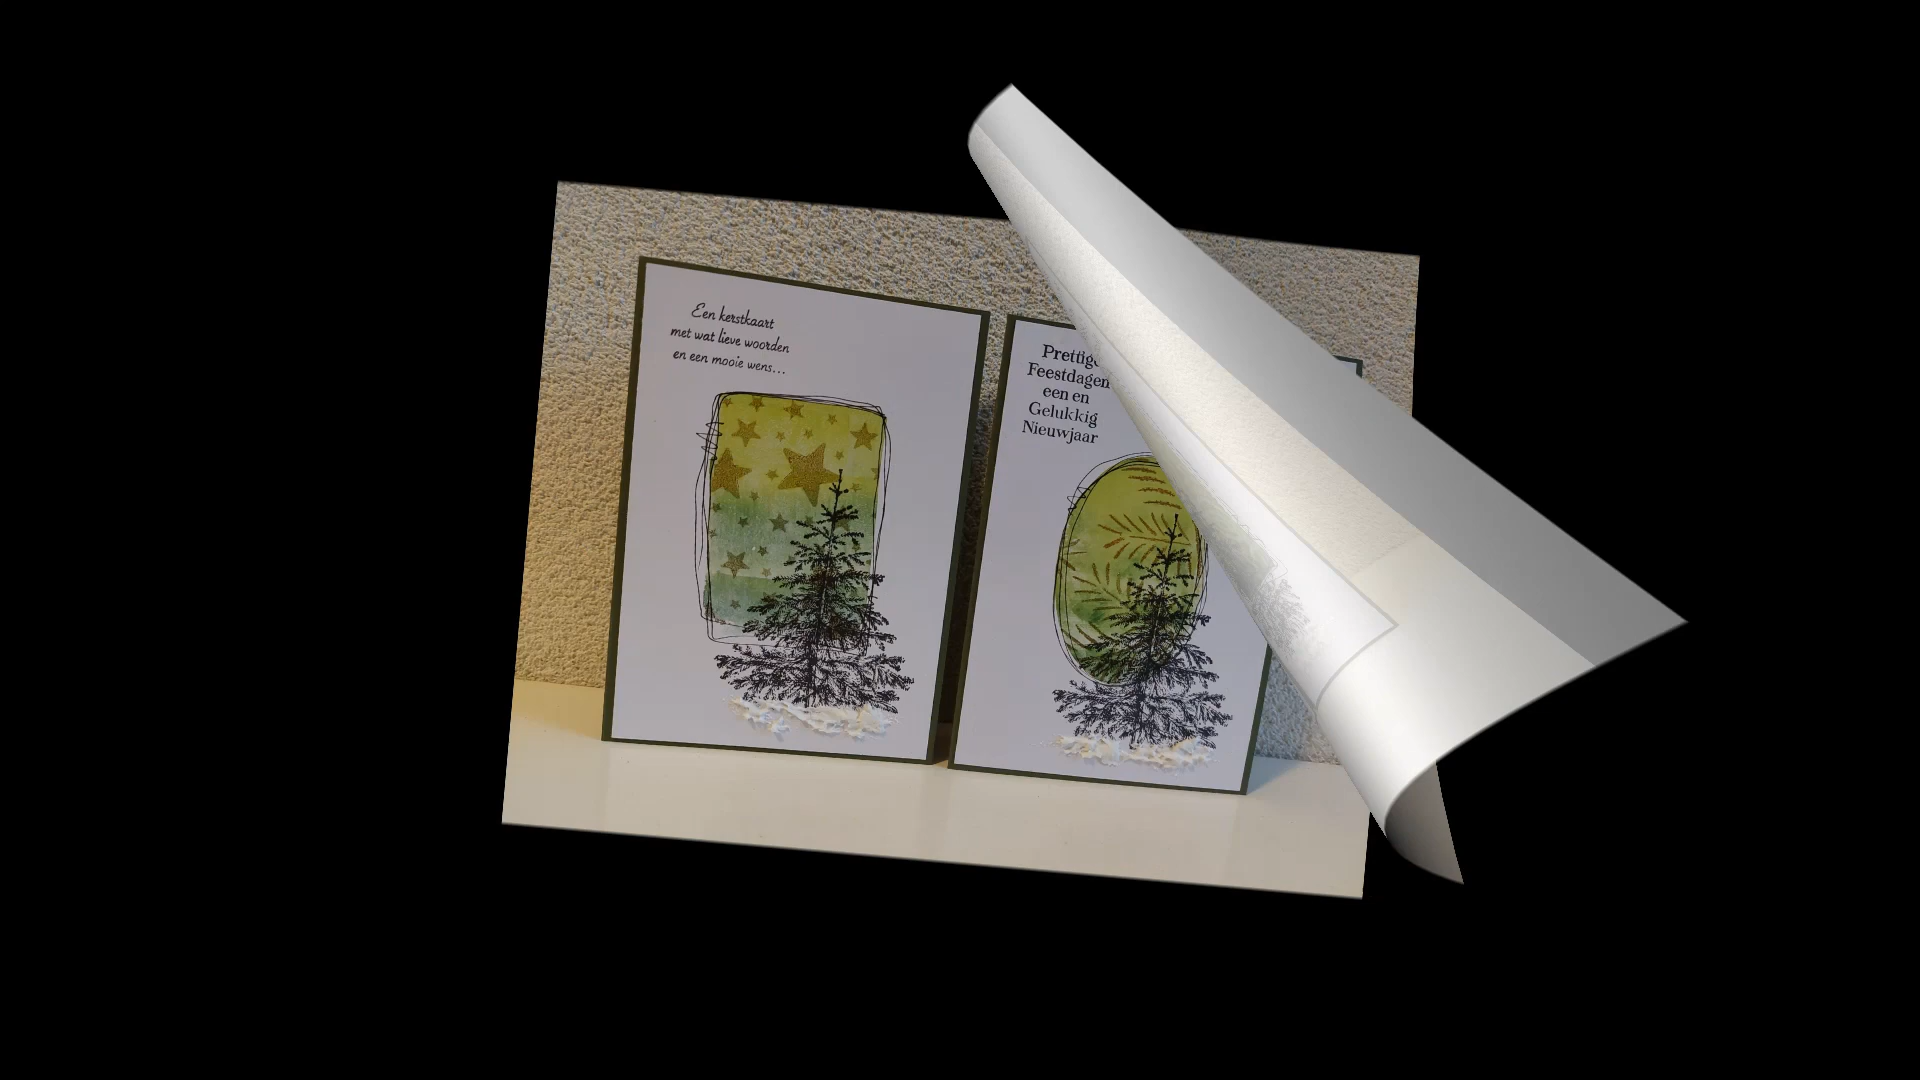 Een kerstkaart
met wat lieve woorden
en een mooie wens...
Prettige
Feestdagen
een en
Gelukkig
Nieuwjaar